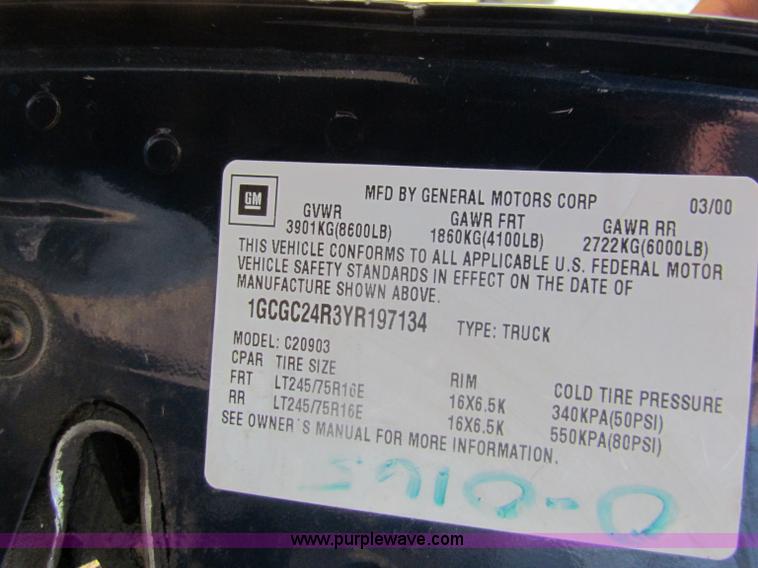 GM
MFD BY GENERAL MOTORS CORP 03/00
GVWR GAWR FRT GAWR RR
3901KG(8600LB) 1860KG(4100LB) 2722KG(6000LB)
THIS VEHICLE CONFORMS TO ALL APPLICABLE U.S. FEDERAL MOTOR
VEHICLE SAFETY STANDARDS IN EFFECT ON THE DATE OF
MANUFACTURE SHOWN ABOVE.
1GCGC24R3YR197134 TYPE: TRUCK
MODEL: C20903
CPAR TIRE SIZE RIM COLD TIRE PRESSURE
FRT LT245/75R16E 16X6.5K 340KPA(50PSI)
RR LT245/75R16E 16X6.5K 550KPA(80PSI)
SEE OWNER'S MANUAL FOR MORE INFORMATION.
www.purplewave.com